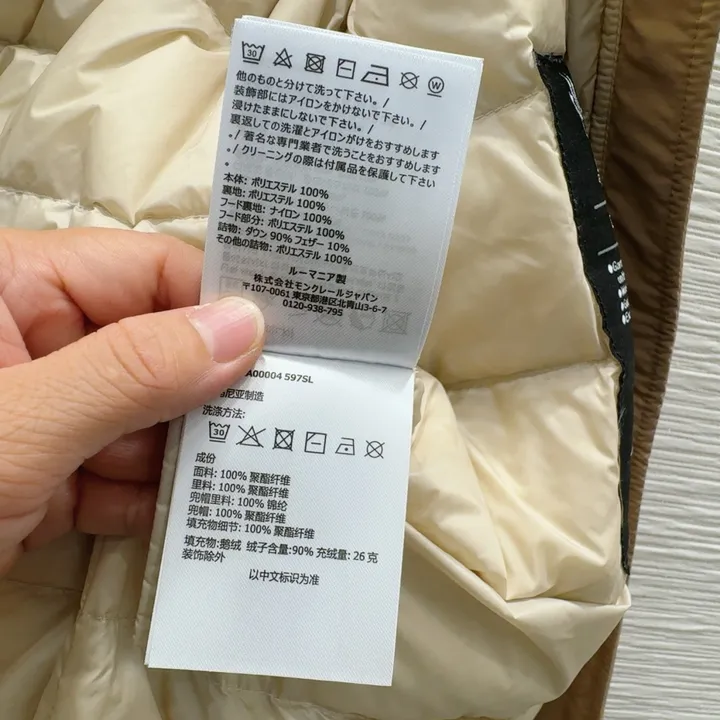 30
W
他のものと分けて洗って下さい。/
装飾部にはアイロンをかけないで下さい。/
浸けたままにしないで下さい。/
裏返しての洗濯とアイロンがけをおすすめします
。/ 著名な専門業者で洗うことをおすすめします
。/ クリーニングの際は付属品を保護して下さい
。
本体: ポリエステル 100%
裏地: ポリエステル 100%
フード裏地: ナイロン 100%
フード部分: ポリエステル 100%
詰物: ダウン 90% フェザー 10%
その他の詰物: ポリエステル 100%
ルーマニア製
株式会社モンクレールジャパン
〒107-0061 東京都港区北青山3-6-7
0120-938-795
A00004 597SL
尼亚制造
洗涤方法:
30
成份
面料: 100% 聚酯纤维
里料: 100% 聚酯纤维
兜帽里料: 100% 锦纶
兜帽: 100% 聚酯纤维
填充物细节: 100% 聚酯纤维
填充物: 鹅绒 绒子含量:90% 充绒量: 26 克
装饰除外
以中文标识为准